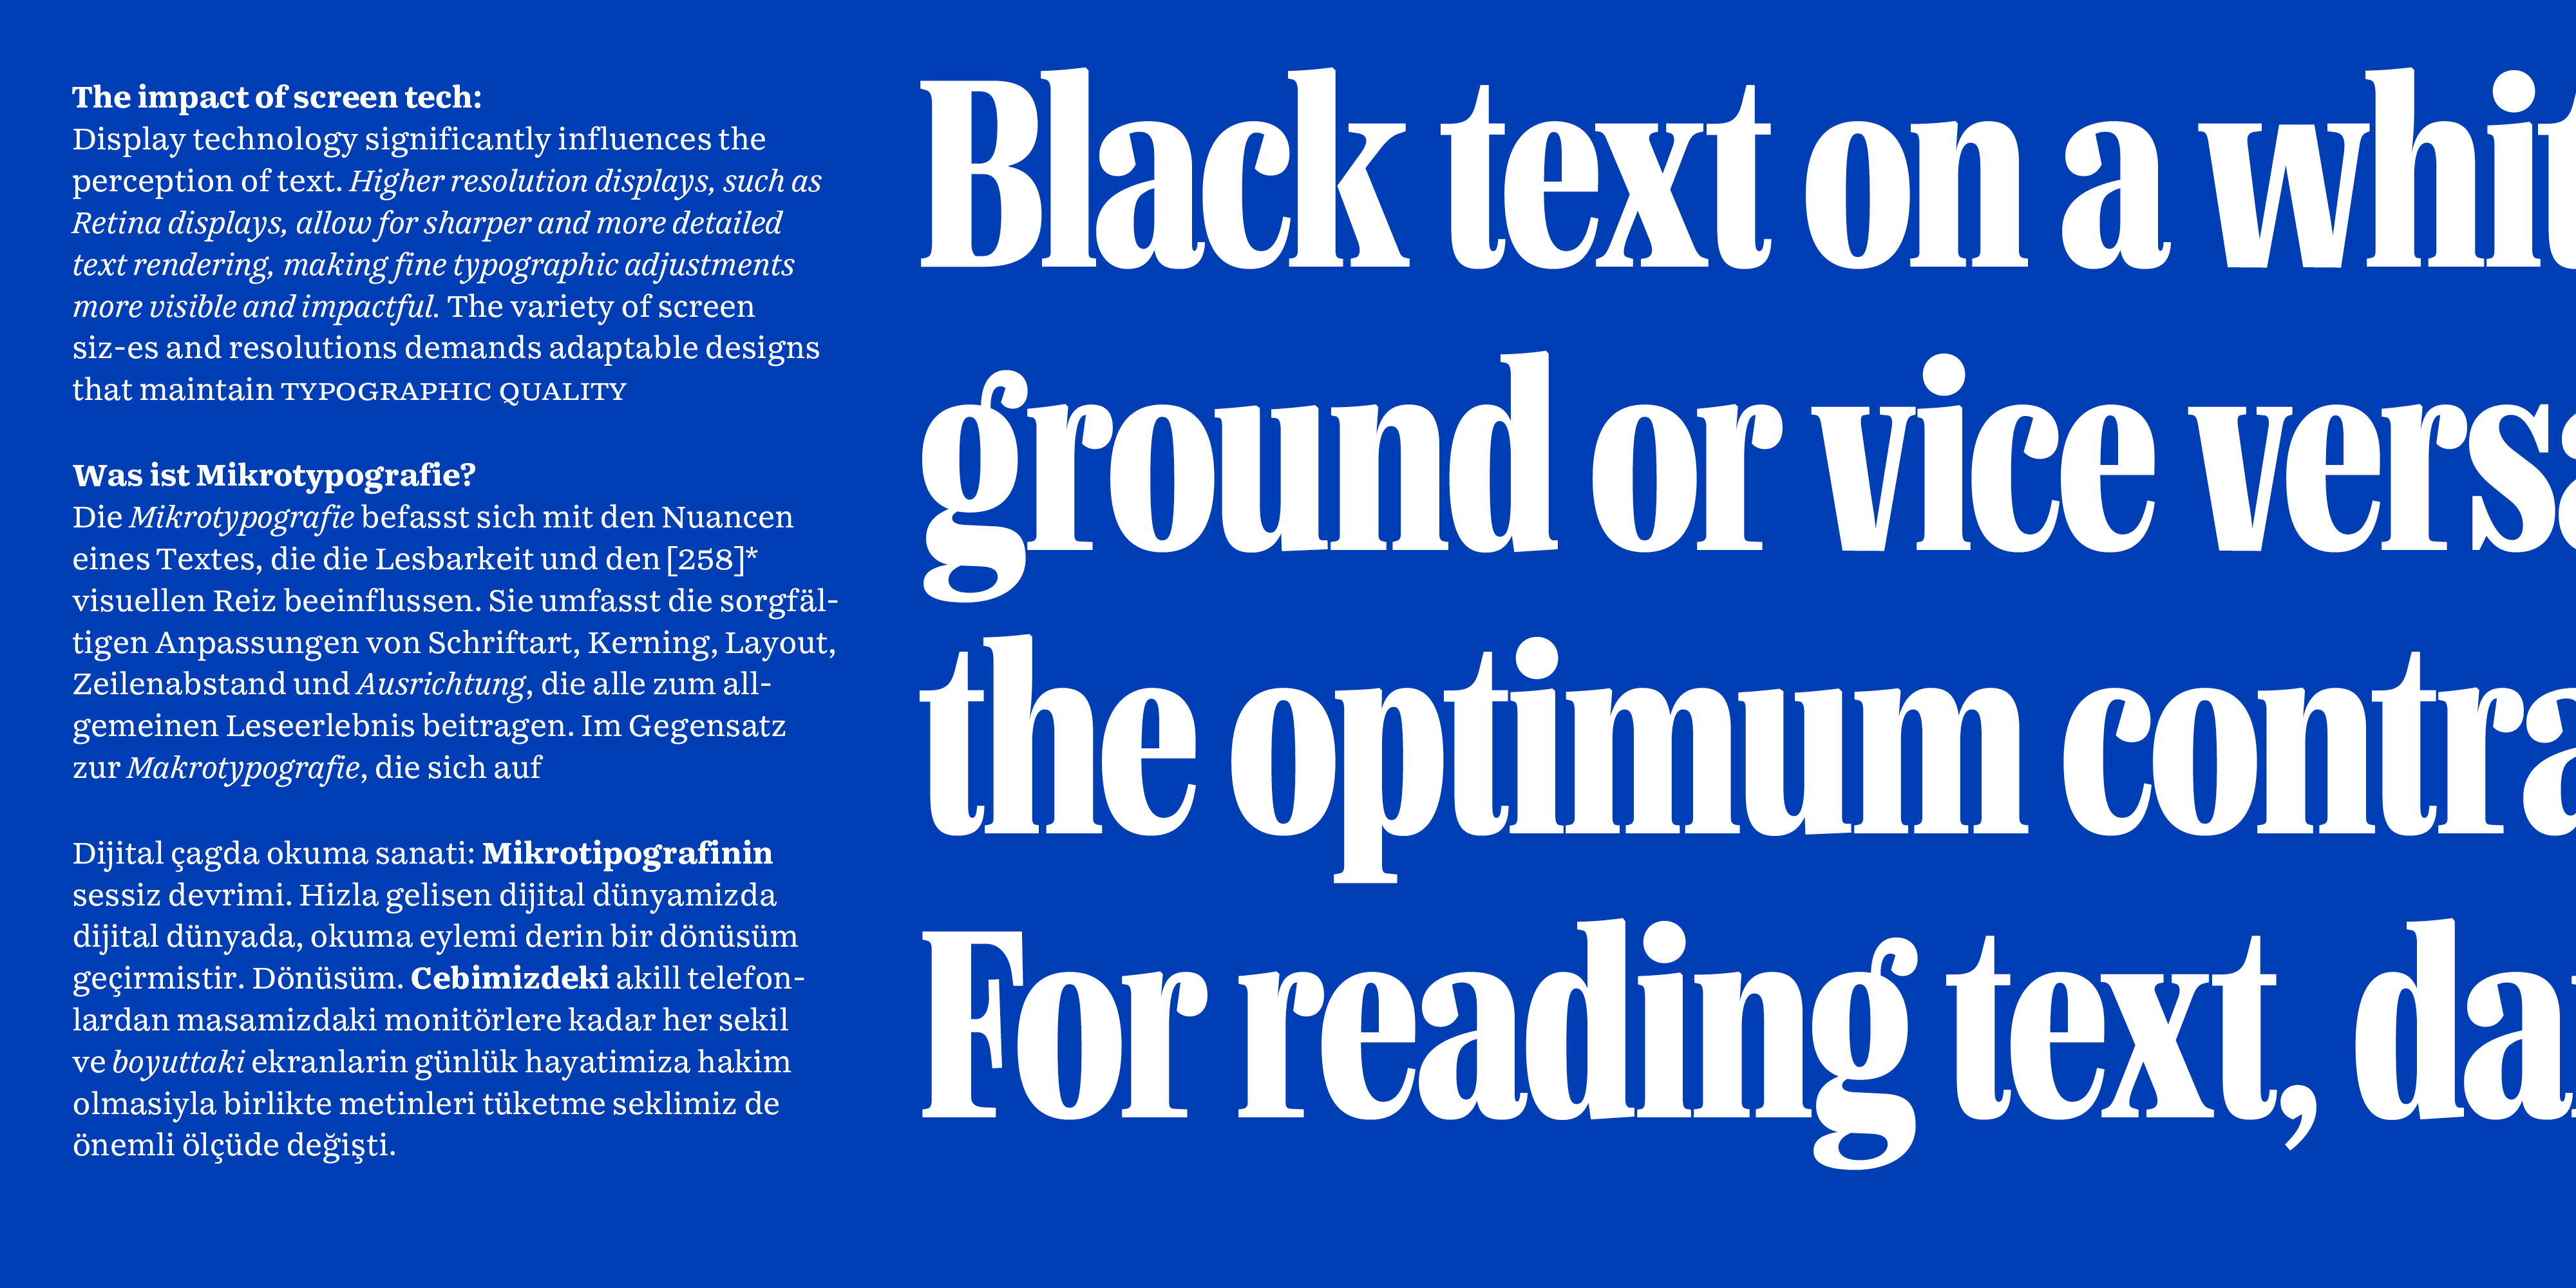 The impact of screen tech:
Display technology significantly influences the
perception of text. Higher resolution displays, such as
Retina displays, allow for sharper and more detailed
text rendering, making fine typographic adjustments
more visible and impactful. The variety of screen
siz-es and resolutions demands adaptable designs
that maintain TYPOGRAPHIC QUALITY
Was ist Mikrotypografie?
Die Mikrotypografie befasst sich mit den Nuancen
eines Textes, die die Lesbarkeit und den [258]*
visuellen Reiz beeinflussen. Sie umfasst die sorgfäl-
tigen Anpassungen von Schriftart, Kerning, Layout,
Zeilenabstand und Ausrichtung, die alle zum all-
gemeinen Leseerlebnis beitragen. Im Gegensatz
zur Makrotypografie, die sich auf
Dijital çagda okuma sanati: Mikrotipografinin
sessiz devrimi. Hizla gelisen dijital dünyamizda
dijital dünyada, okuma eylemi derin bir dönüsüm
geçirmistir. Dönüsüm. Cebimizdeki akill telefon-
lardan masamizdaki monitörlere kadar her sekil
ve boyuttaki ekranlarin günlük hayatimiza hakim
olmasiyla birlikte metinleri tüketme seklimiz de
önemli ölçüde değişti.
Black text on a whit
ground or vice versa
the optimum contra
For reading text, da